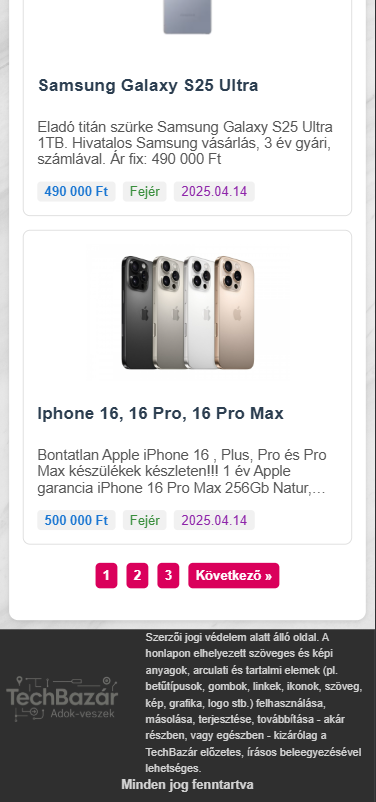 Samsung Galaxy S25 Ultra
Eladó titán szürke Samsung Galaxy S25 Ultra
1TB. Hivatalos Samsung vásárlás, 3 év gyári,
számlával. Ár fix: 490 000 Ft
490 000 Ft Fejér 2025.04.14
Iphone 16, 16 Pro, 16 Pro Max
Bontatlan Apple iPhone 16 , Plus, Pro és Pro
Max készülékek készleten!!! 1 év Apple
garancia iPhone 16 Pro Max 256Gb Natur,...
500 000 Ft Fejér 2025.04.14
1 2 3 Következő »
TechBazár
Adok-veszek
Szerzői jogi védelem alatt álló oldal. A
honlapon elhelyezett szöveges és képi
anyagok, arculati és tartalmi elemek (pl.
betűtípusok, gombok, linkek, ikonok, szöveg,
kép, grafika, logo stb.) felhasználása,
másolása, terjesztése, továbbítása - akár
részben, vagy egészben - kizárólag a
TechBazár előzetes, írásos beleegyezésével
lehetséges.
Minden jog fenntartva